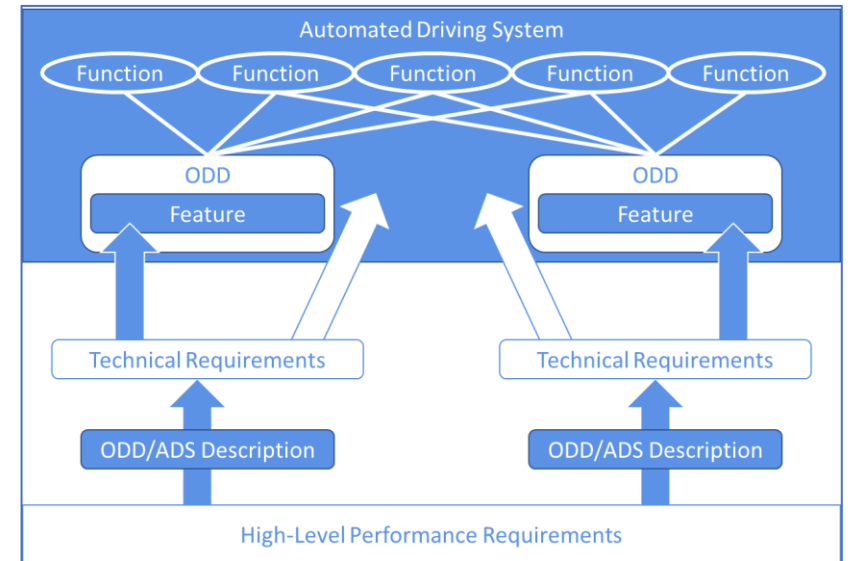 Automated Driving System
Function Function Function Function Function
ODD ODD
Feature Feature
Technical Requirements Technical Requirements
ODD/ADS Description ODD/ADS Description
High-Level Performance Requirements